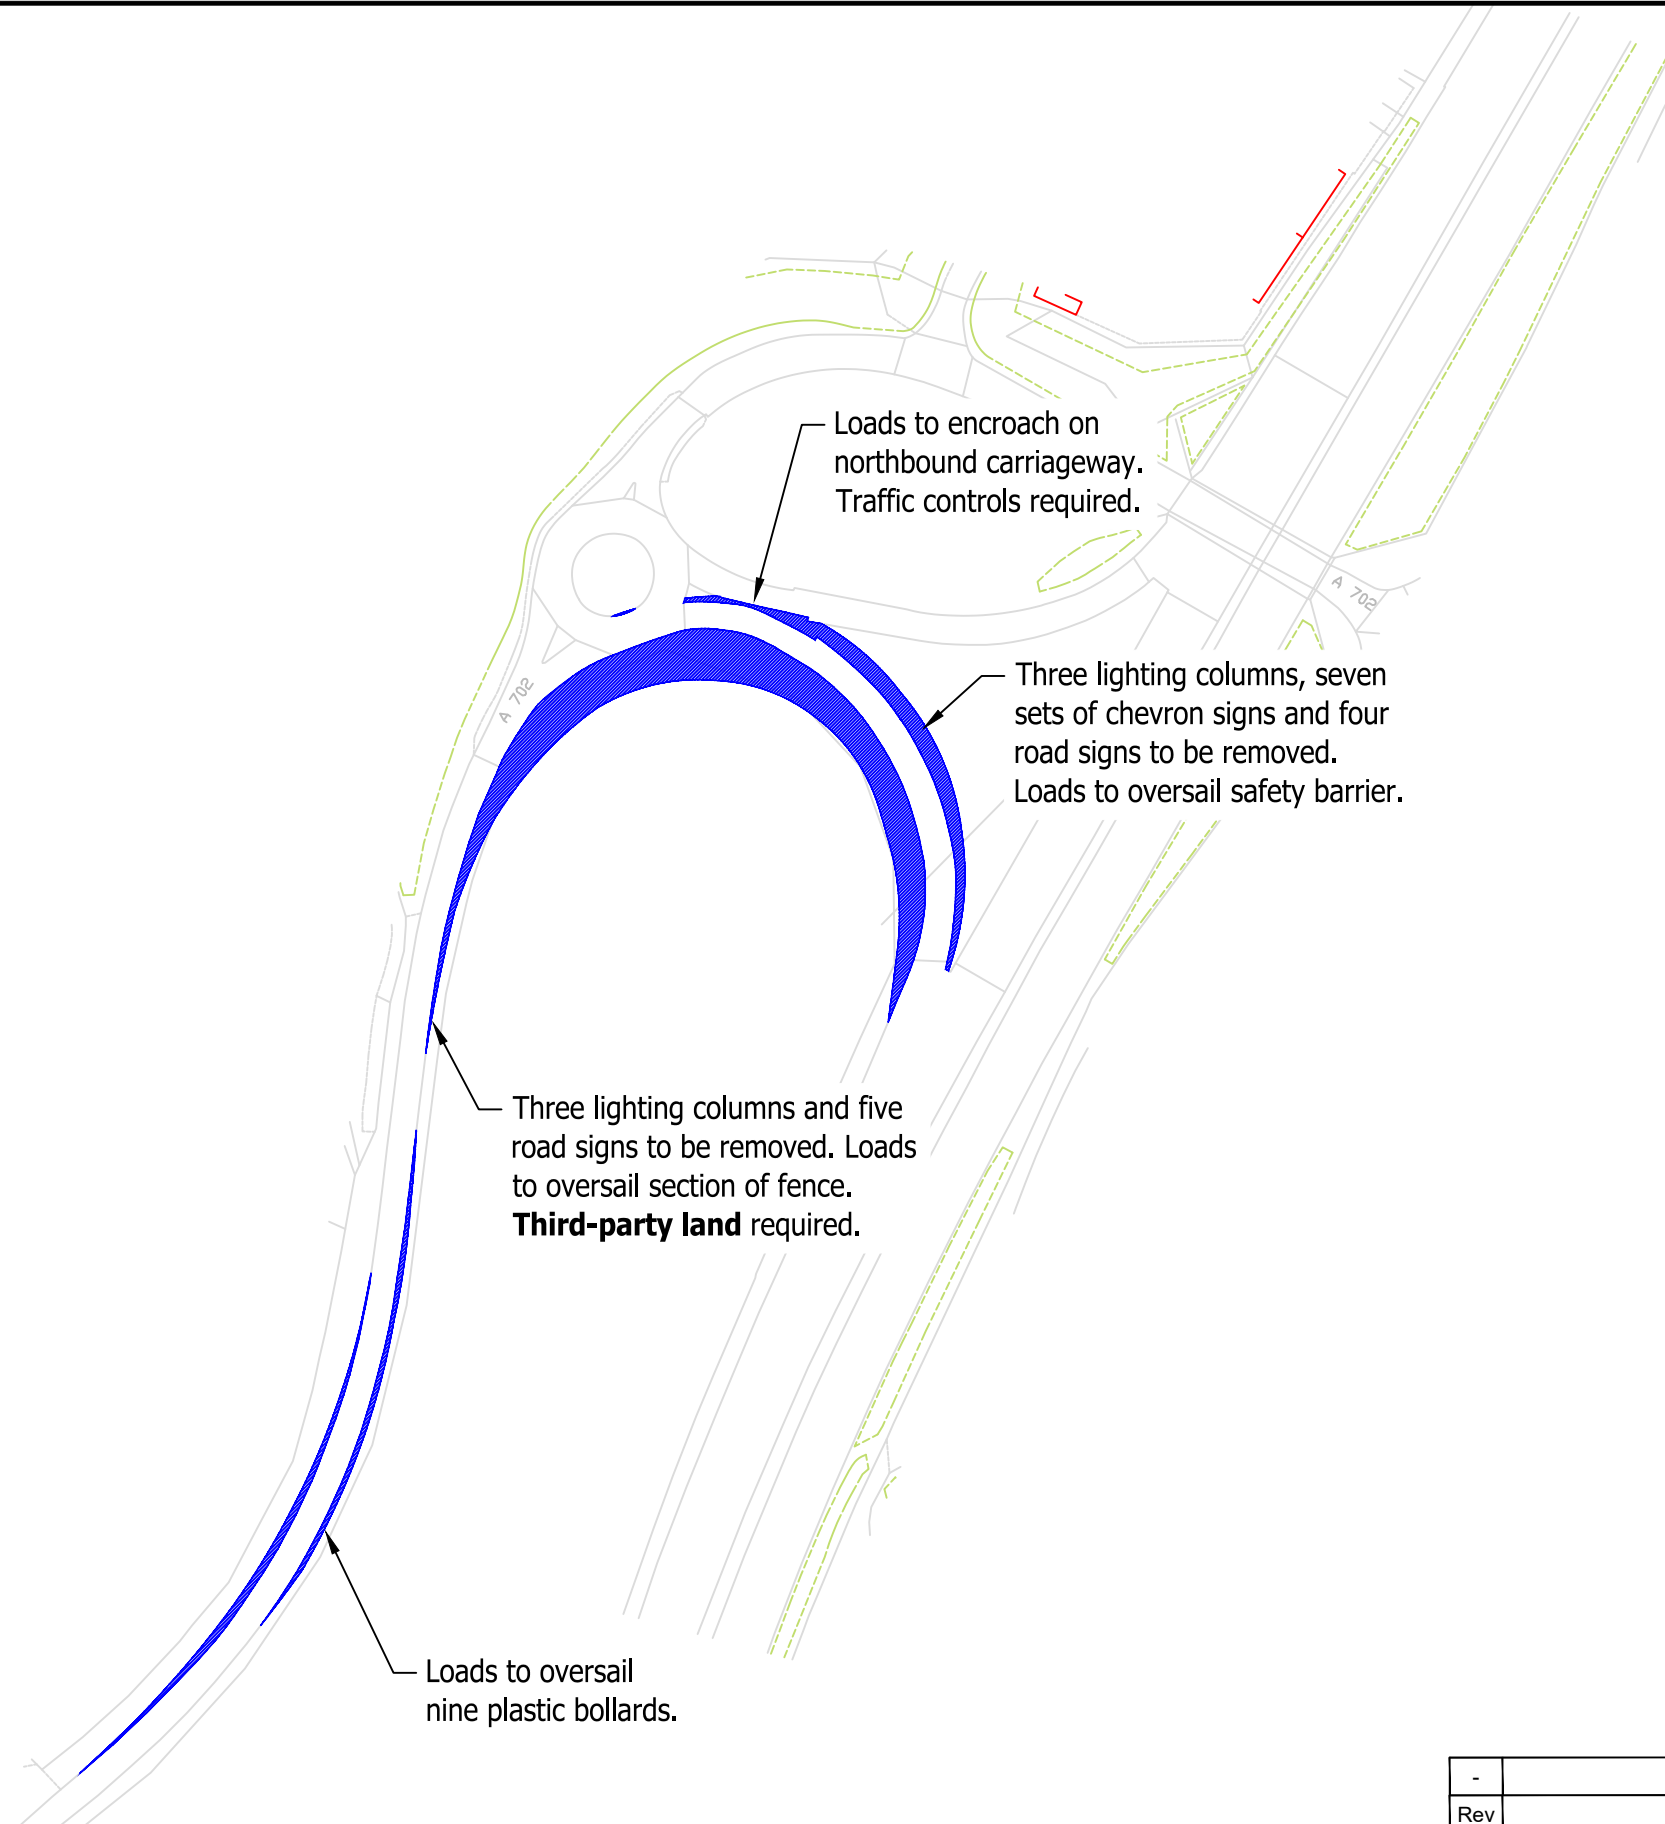 Loads to encroach on
northbound carriageway.
Traffic controls required.
A 702
Three lighting columns, seven
sets of chevron signs and four
road signs to be removed.
Loads to oversail safety barrier.
A 702
Three lighting columns and five
road signs to be removed. Loads
to oversail section of fence.
Third-party land required.
Loads to oversail
nine plastic bollards.
-
Rev